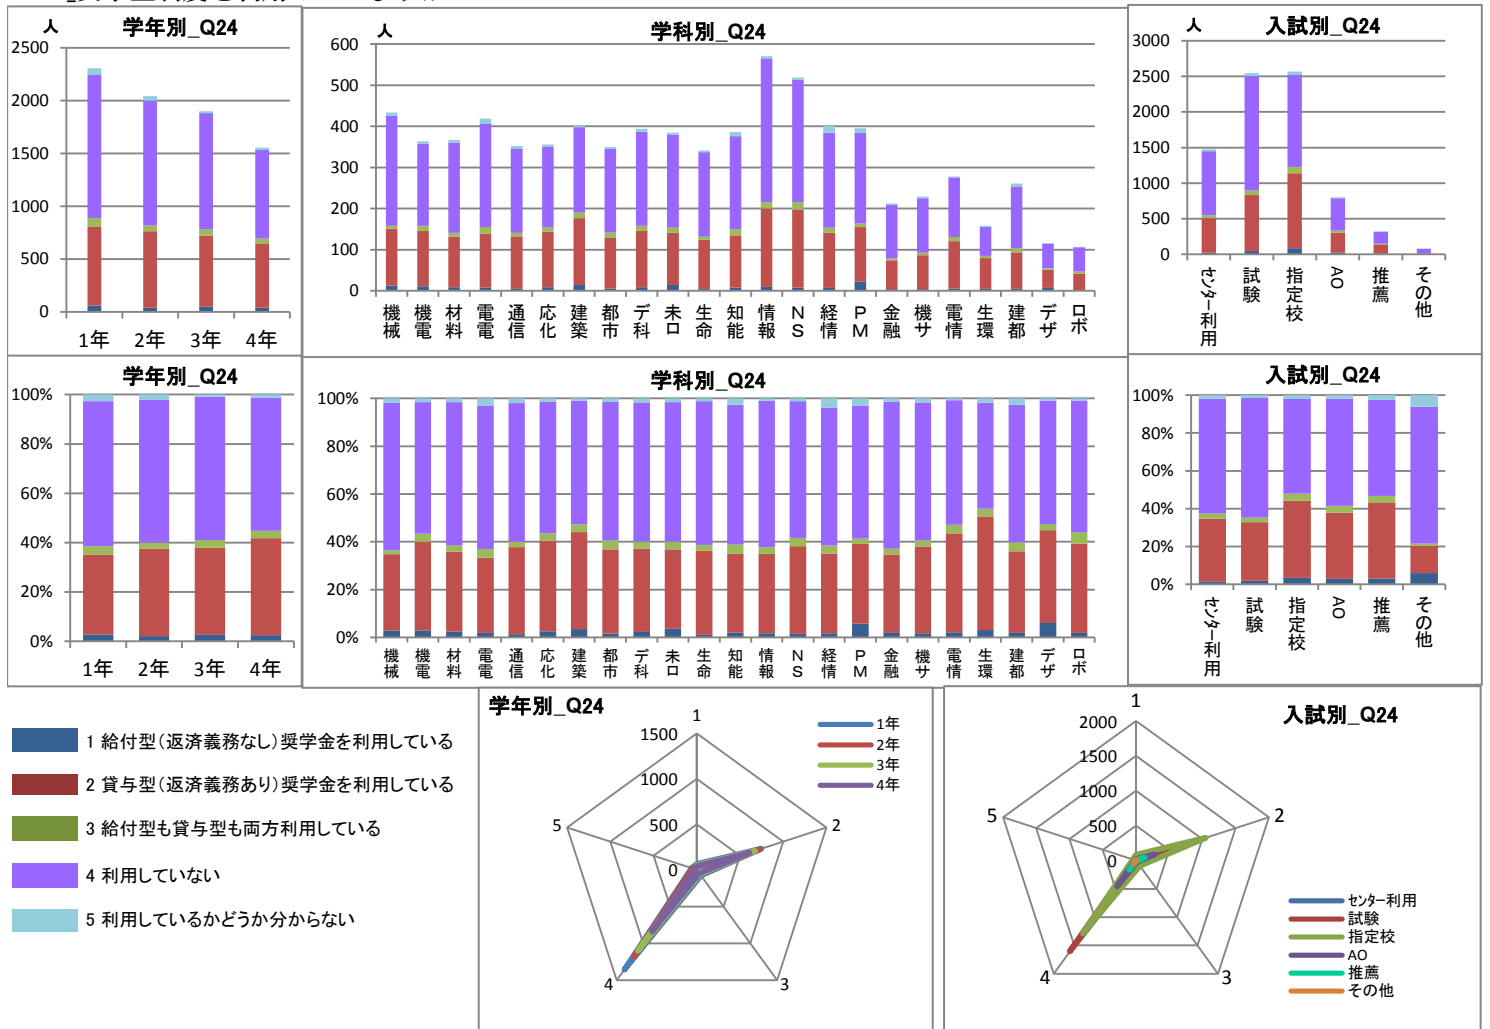 学年別_Q24
人
2500
2000
1500
1000
500
0
1年 2年 3年 4年
学科別_Q24
人
600
500
400
300
200
100
0
機械 機電 材料 電電 通信 応化 建築 都市 デ科 未ロ 生命 知能 情報 NS 経情 PM 金融 機サ 電情 生環 建都 デザ ロボ
入試別_Q24
人
3000
2500
2000
1500
1000
500
0
センター利用 試験 指定校 AO 推薦 その他
学年別_Q24
100%
80%
60%
40%
20%
0%
1年 2年 3年 4年
学科別_Q24
100%
80%
60%
40%
20%
0%
機械 機電 材料 電電 通信 応化 建築 都市 デ科 未ロ 生命 知能 情報 NS 経情 PM 金融 機サ 電情 生環 建都 デザ ロボ
入試別_Q24
100%
80%
60%
40%
20%
0%
センター利用 試験 指定校 AO 推薦 その他
1 給付型(返済義務なし)奨学金を利用している
2 貸与型(返済義務あり)奨学金を利用している
3 給付型も貸与型も両方利用している
4 利用していない
5 利用しているかどうか分からない
学年別_Q24
1
2
3
4
5
1500
1000
500
0
1年
2年
3年
4年
入試別_Q24
1
2
3
4
5
2000
1500
1000
500
0
センター利用
試験
指定校
AO
推薦
その他